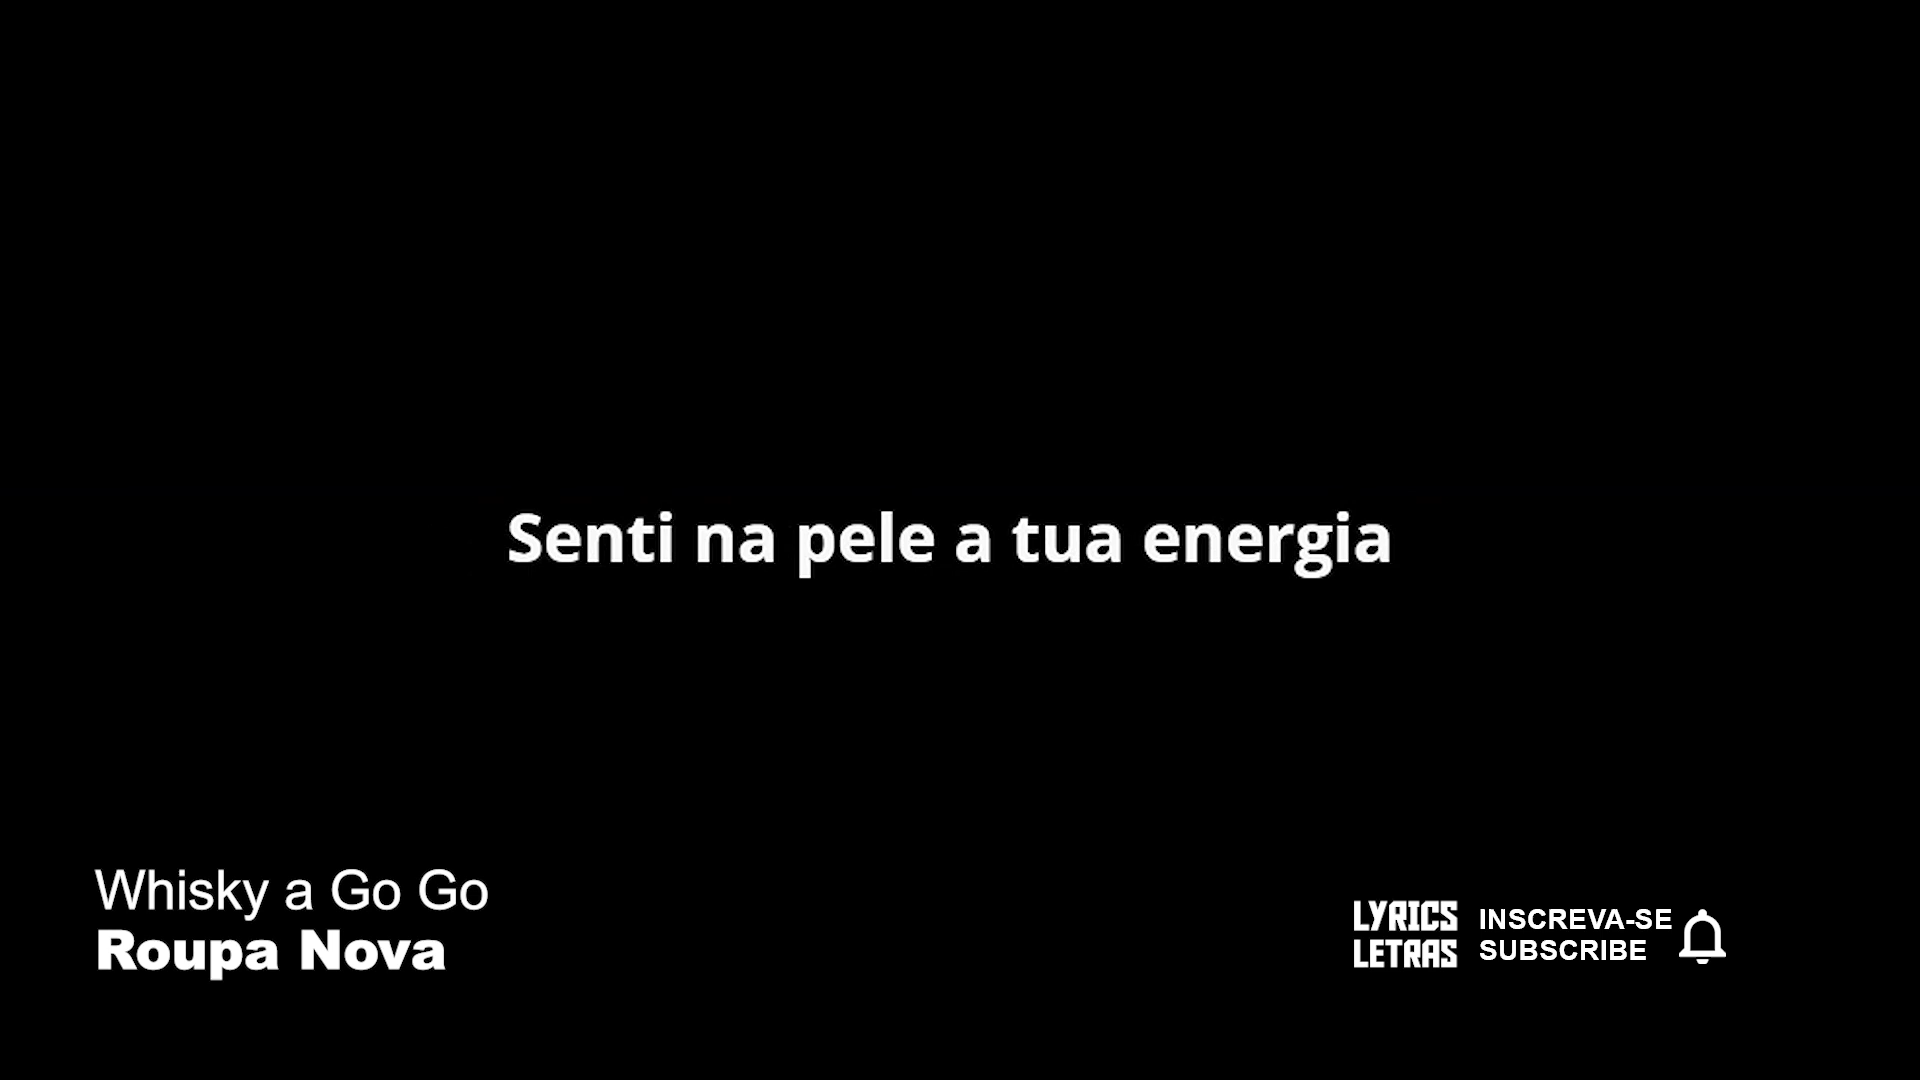 Senti na pele a tua energia
Whisky a Go Go
Roupa Nova
LYRICS
LETRAS
INSCREVA-SE
SUBSCRIBE